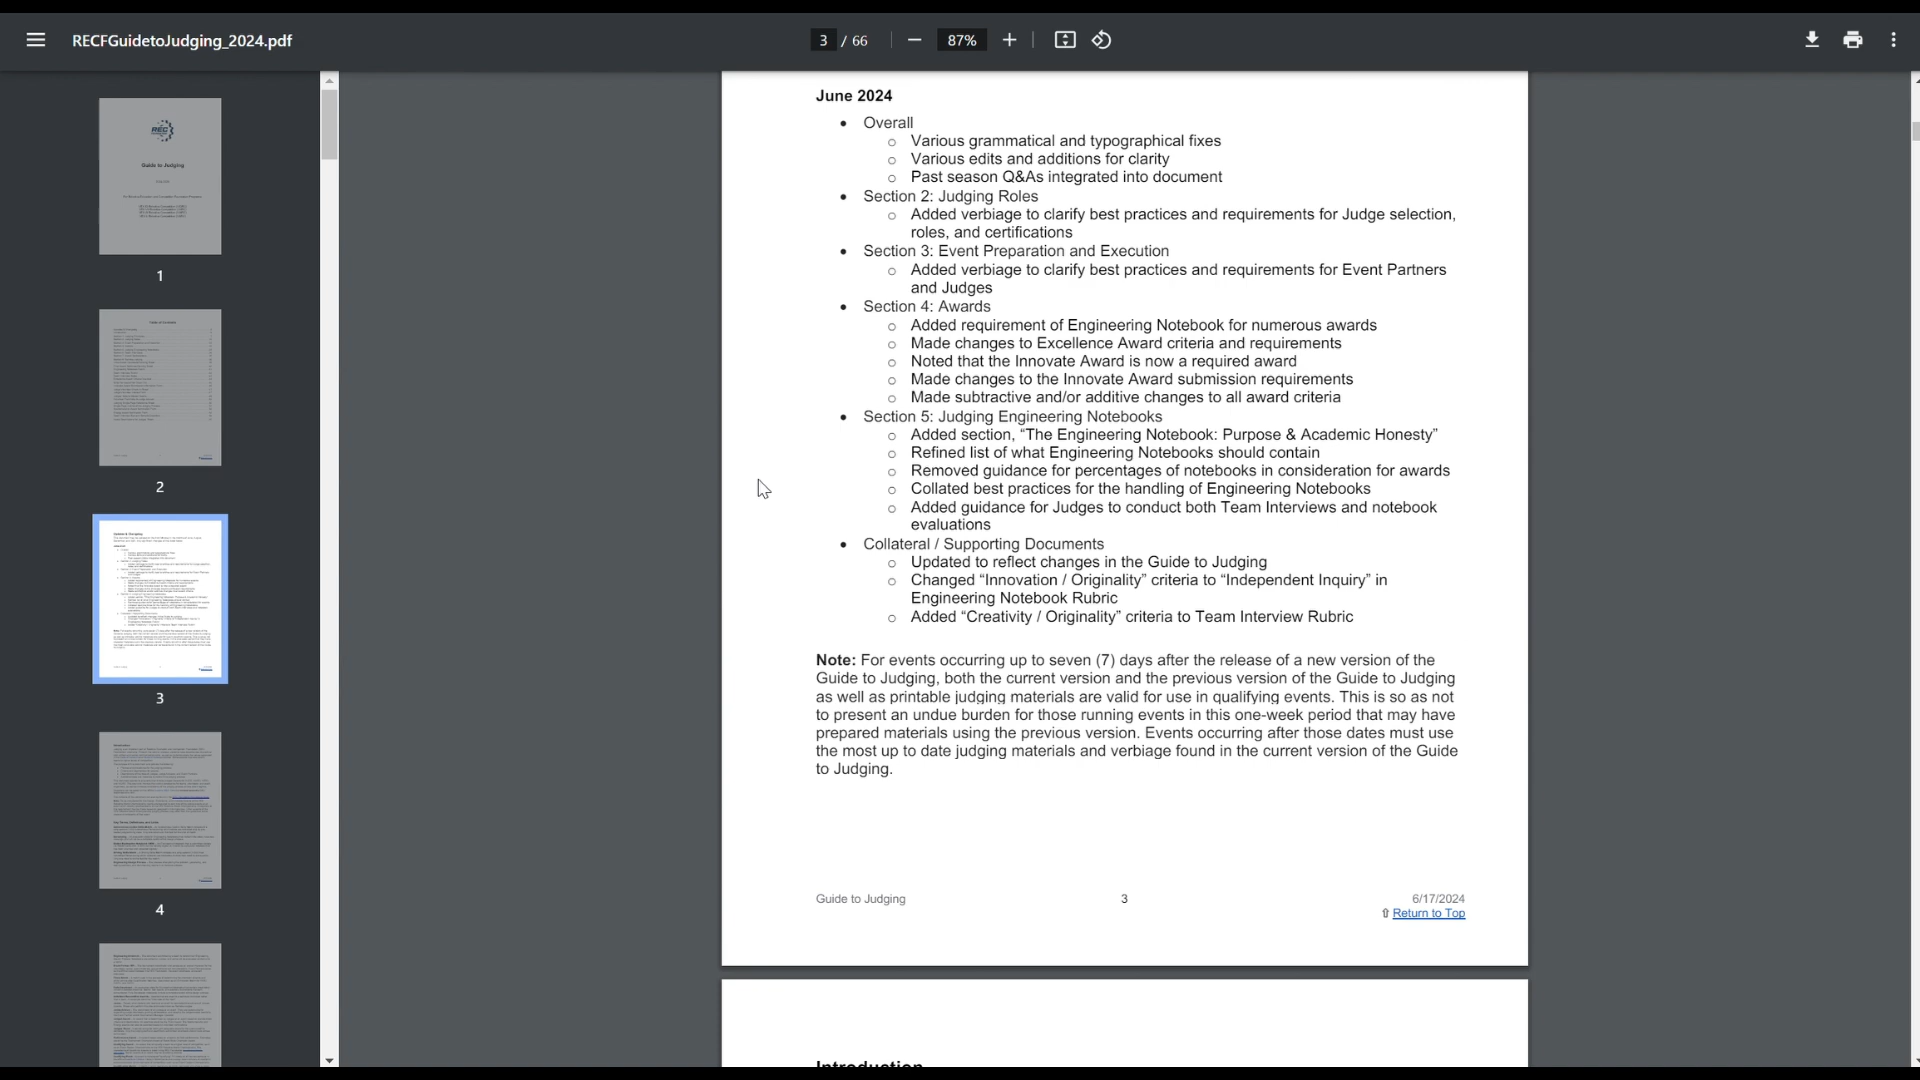 RECFGuidetoJudging_2024.pdf
3 / 66
87%
Guide to Judging
1
2
3
4
June 2024
• Overall
o Various grammatical and typographical fixes
o Various edits and additions for clarity
o Past season Q&As integrated into document
• Section 2: Judging Roles
o Added verbiage to clarify best practices and requirements for Judge selection,
roles, and certifications
• Section 3: Event Preparation and Execution
o Added verbiage to clarify best practices and requirements for Event Partners
and Judges
• Section 4: Awards
o Added requirement of Engineering Notebook for numerous awards
o Made changes to Excellence Award criteria and requirements
o Noted that the Innovate Award is now a required award
o Made changes to the Innovate Award submission requirements
o Made subtractive and/or additive changes to all award criteria
• Section 5: Judging Engineering Notebooks
o Added section, “The Engineering Notebook: Purpose & Academic Honesty”
o Refined list of what Engineering Notebooks should contain
o Removed guidance for percentages of notebooks in consideration for awards
o Collated best practices for the handling of Engineering Notebooks
o Added guidance for Judges to conduct both Team Interviews and notebook
evaluations
• Collateral / Supporting Documents
o Updated to reflect changes in the Guide to Judging
o Changed “Innovation / Originality” criteria to “Independent Inquiry” in
Engineering Notebook Rubric
o Added “Creativity / Originality” criteria to Team Interview Rubric
Note: For events occurring up to seven (7) days after the release of a new version of the
Guide to Judging, both the current version and the previous version of the Guide to Judging
as well as printable judging materials are valid for use in qualifying events. This is so as not
to present an undue burden for those running events in this one-week period that may have
prepared materials using the previous version. Events occurring after those dates must use
the most up to date judging materials and verbiage found in the current version of the Guide
to Judging.
Guide to Judging 3 6/17/2024
⇧ Return to Top
Introduction